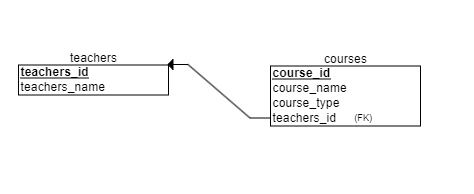 teachers
teachers_id
teachers_name
courses
course_id
course_name
course_type
teachers_id (FK)